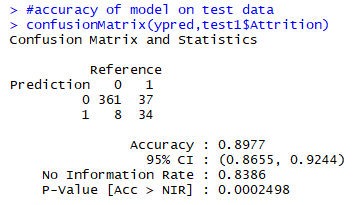 > #accuracy of model on test data
> confusionMatrix(ypred,test1$Attrition)
Confusion Matrix and Statistics
Reference
Prediction 0 1
0 361 37
1 8 34
Accuracy : 0.8977
95% CI : (0.8655, 0.9244)
No Information Rate : 0.8386
P-Value [Acc > NIR] : 0.0002498